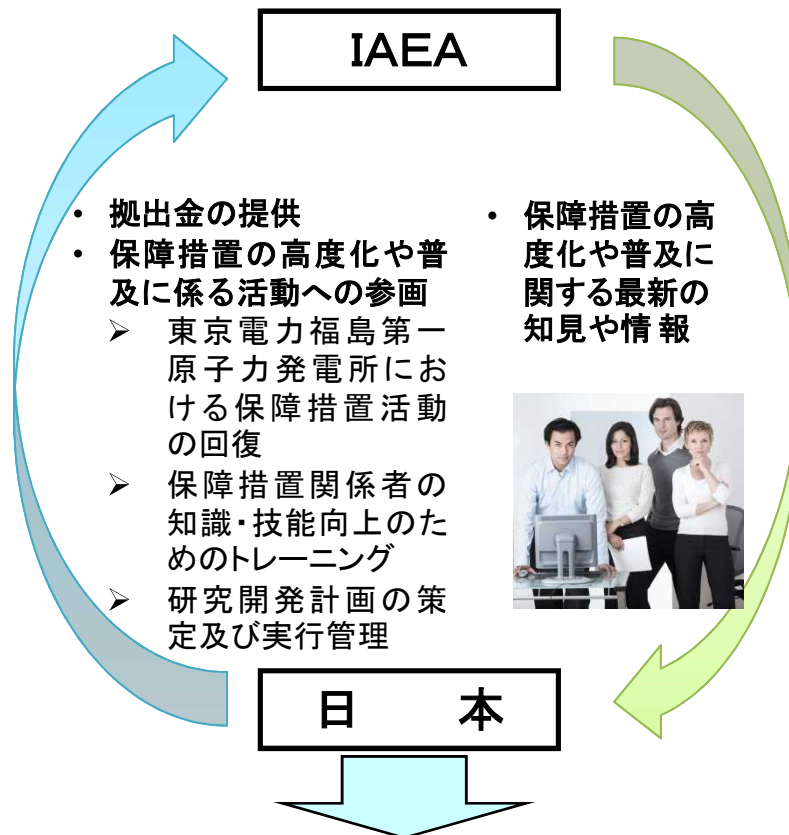 IAEA
• 拠出金の提供
• 保障措置の高度化や普
及に係る活動への参画
➢ 東京電力福島第一
原子力発電所にお
ける保障措置活動
の回復
➢ 保障措置関係者の
知識・技能向上のた
めのトレーニング
➢ 研究開発計画の策
定及び実行管理
• 保障措置の高
度化や普及に
関する最新の
知見や情報
日　本